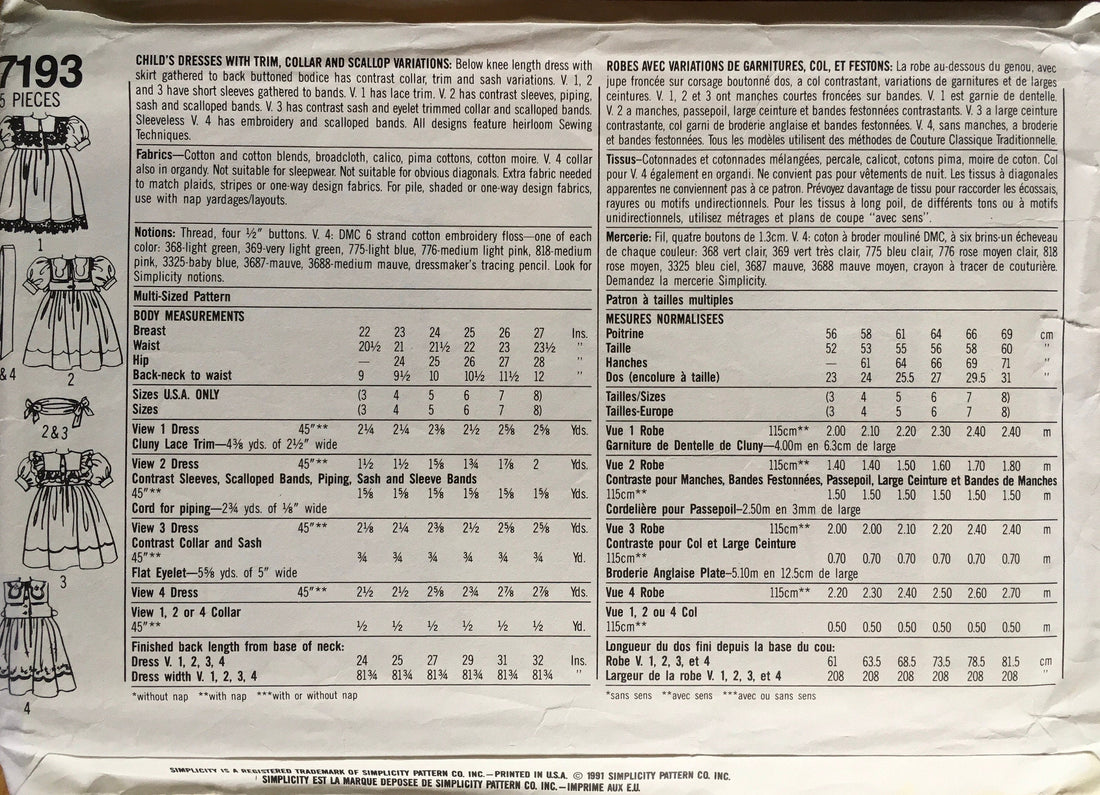 7193
5 PIECES
1
& 4
2
2 & 3
3
4
CHILD'S DRESSES WITH TRIM, COLLAR AND SCALLOP VARIATIONS: Below knee length dress with
skirt gathered to back buttoned bodice has contrast collar, trim and sash variations. V. 1, 2
and 3 have short sleeves gathered to bands. V. 1 has lace trim. V. 2 has contrast sleeves, piping,
sash and scalloped bands. V. 3 has contrast sash and eyelet trimmed collar and scalloped bands.
Sleeveless V. 4 has embroidery and scalloped bands. All designs feature heirloom Sewing
Techniques.
Fabrics—Cotton and cotton blends, broadcloth, calico, pima cottons, cotton moire. V. 4 collar
also in organdy. Not suitable for sleepwear. Not suitable for obvious diagonals. Extra fabric needed
to match plaids, stripes or one-way design fabrics. For pile, shaded or one-way design fabrics,
use with nap yardages/layouts.
Notions: Thread, four ½" buttons. V. 4: DMC 6 strand cotton embroidery floss—one of each
color: 368-light green, 369-very light green, 775-light blue, 776-medium light pink, 818-medium
pink, 3325-baby blue, 3687-mauve, 3688-medium mauve, dressmaker's tracing pencil. Look for
Simplicity notions.
Multi-Sized Pattern
BODY MEASUREMENTS
Breast 22 23 24 25 26 27 Ins.
Waist 20½ 21 21½ 22 23 23½ "
Hip — 24 25 26 27 28 "
Back-neck to waist 9 9½ 10 10½ 11½ 12 "
Sizes U.S.A. ONLY (3 4 5 6 7 8)
Sizes (3 4 5 6 7 8)
View 1 Dress 45"** 2¼ 2¼ 2⅜ 2½ 2⅝ 2⅝ Yds.
Cluny Lace Trim—4⅜ yds. of 2½" wide
View 2 Dress 45"** 1½ 1½ 1⅝ 1¾ 1⅞ 2 Yds.
Contrast Sleeves, Scalloped Bands, Piping, Sash and Sleeve Bands
45"** 1⅝ 1⅝ 1⅝ 1⅝ 1⅝ 1⅝ Yds.
Cord for piping—2¾ yds. of ⅛" wide
View 3 Dress 45"** 2⅛ 2¼ 2⅜ 2½ 2⅝ 2⅝ Yds.
Contrast Collar and Sash
45"** ¾ ¾ ¾ ¾ ¾ ¾ Yd.
Flat Eyelet—5⅝ yds. of 5" wide
View 4 Dress 45"** 2½ 2½ 2⅝ 2¾ 2⅞ 2⅞ Yds.
View 1, 2 or 4 Collar
45"** ½ ½ ½ ½ ½ ½ Yd.
Finished back length from base of neck:
Dress V. 1, 2, 3, 4 24 25 27 29 31 32 Ins.
Dress width V. 1, 2, 3, 4 81¾ 81¾ 81¾ 81¾ 81¾ 81¾ "
*without nap **with nap ***with or without nap
ROBES AVEC VARIATIONS DE GARNITURES, COL, ET FESTONS: La robe au-dessous du genou, avec
jupe froncée sur corsage boutonné dos, a col contrastant, variations de garnitures et de larges
ceintures. V. 1, 2 et 3 ont manches courtes froncées sur bandes. V. 1 est garnie de dentelle.
V. 2 a manches, passepoil, large ceinture et bandes festonnées contrastants. V. 3 a large ceinture
contrastante, col garni de broderie anglaise et bandes festonnées. V. 4, sans manches, a broderie
et bandes festonnées. Tous les modèles utilisent des méthodes de Couture Classique Traditionnelle.
Tissus—Cotonnades et cotonnades mélangées, percale, calicot, cotons pima, moire de coton. Col
pour V. 4 également en organdi. Ne convient pas pour vêtements de nuit. Les tissus à diagonales
apparentes ne conviennent pas à ce patron. Prévoyez davantage de tissu pour raccorder les écossais,
rayures ou motifs unidirectionnels. Pour les tissus à long poil, de différents tons ou à motifs
unidirectionnels, utilisez métrages et plans de coupe "avec sens".
Mercerie: Fil, quatre boutons de 1.3cm. V. 4: coton à broder mouliné DMC, à six brins-un écheveau
de chaque couleur: 368 vert clair, 369 vert très clair, 775 bleu clair, 776 rose moyen clair, 818
rose moyen, 3325 bleu ciel, 3687 mauve, 3688 mauve moyen, crayon à tracer de couturière.
Demandez la mercerie Simplicity.
Patron à tailles multiples
MESURES NORMALISEES
Poitrine 56 58 61 64 66 69 cm
Taille 52 53 55 56 58 60 "
Hanches — 61 64 66 69 71 "
Dos (encolure à taille) 23 24 25.5 27 29.5 31 "
Tailles/Sizes (3 4 5 6 7 8)
Tailles-Europe (3 4 5 6 7 8)
Vue 1 Robe 115cm** 2.00 2.10 2.20 2.30 2.40 2.40 m
Garniture de Dentelle de Cluny—4.00m en 6.3cm de large
Vue 2 Robe 115cm** 1.40 1.40 1.50 1.60 1.70 1.80 m
Contraste pour Manches, Bandes Festonnées, Passepoil, Large Ceinture et Bandes de Manches
115cm** 1.50 1.50 1.50 1.50 1.50 1.50 m
Cordelière pour Passepoil—2.50m en 3mm de large
Vue 3 Robe 115cm** 2.00 2.00 2.10 2.20 2.40 2.40 m
Contraste pour Col et Large Ceinture
115cm** 0.70 0.70 0.70 0.70 0.70 0.70 m
Broderie Anglaise Plate—5.10m en 12.5cm de large
Vue 4 Robe 115cm** 2.20 2.30 2.40 2.50 2.60 2.70 m
Vue 1, 2 ou 4 Col
115cm** 0.50 0.50 0.50 0.50 0.50 0.50 m
Longueur du dos fini depuis la base du cou:
Robe V. 1, 2, 3, et 4 61 63.5 68.5 73.5 78.5 81.5 cm
Largeur de la robe V. 1, 2, 3, et 4 208 208 208 208 208 208 "
*sans sens **avec sens ***avec ou sans sens
SIMPLICITY IS A REGISTERED TRADEMARK OF SIMPLICITY PATTERN CO. INC.—PRINTED IN U.S.A. © 1991 SIMPLICITY PATTERN CO. INC.
SIMPLICITY EST LA MARQUE DEPOSEE DE SIMPLICITY PATTERN CO. INC.—IMPRIME AUX E.U.